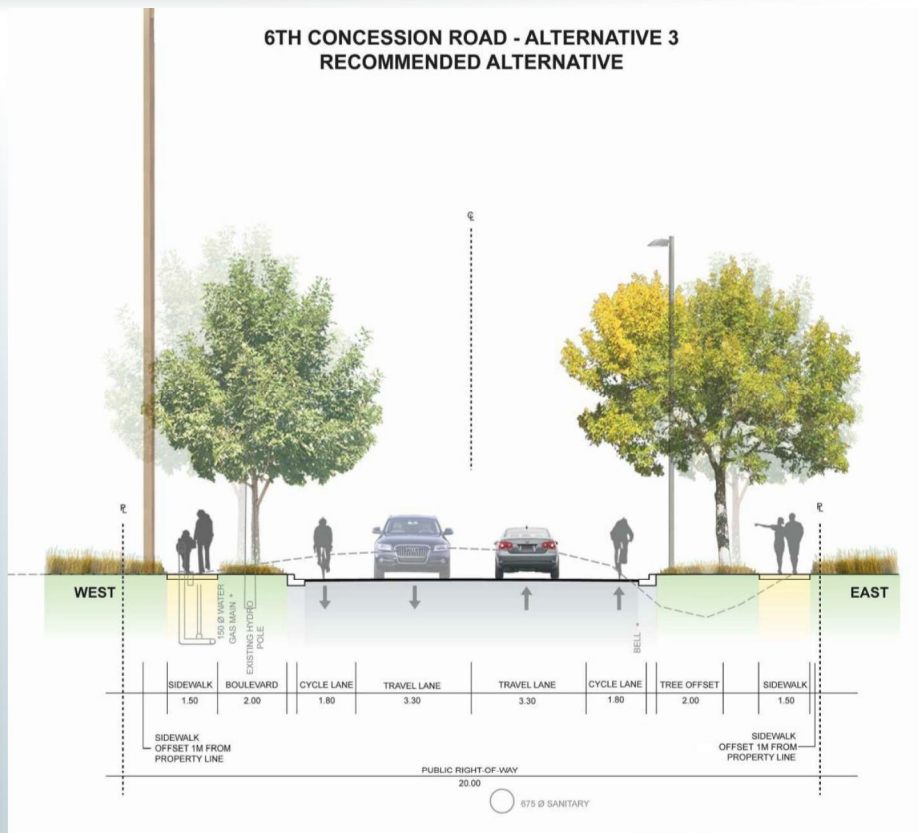 6TH CONCESSION ROAD - ALTERNATIVE 3
RECOMMENDED ALTERNATIVE
℄
℄
℄
WEST
EAST
150 Ø WATER
GAS MAIN *
EXISTING HYDRO
POLE
BELL *
SIDEWALK
1.50
BOULEVARD
2.00
CYCLE LANE
1.80
TRAVEL LANE
3.30
TRAVEL LANE
3.30
CYCLE LANE
1.80
TREE OFFSET
2.00
SIDEWALK
1.50
SIDEWALK
OFFSET 1M FROM
PROPERTY LINE
SIDEWALK
OFFSET 1M FROM
PROPERTY LINE
PUBLIC RIGHT-OF-WAY
20.00
675 Ø SANITARY